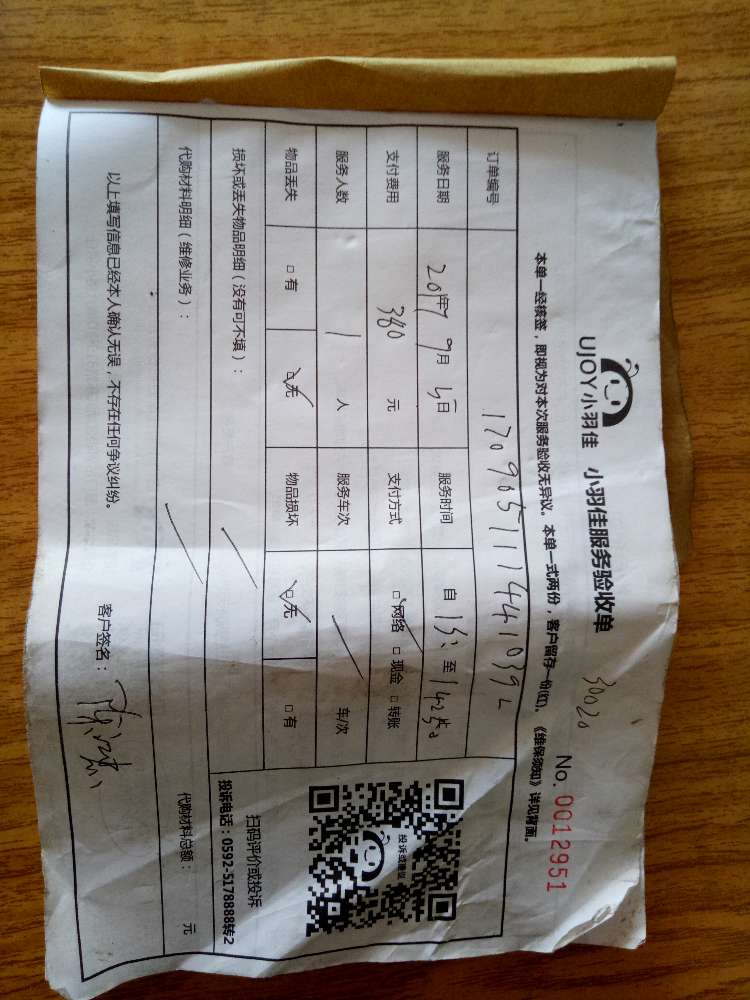 UJOY小羽佳 小羽佳服务验收单 30020
No. 0012951
本单一经核签，即视为对本次服务验收无异议。本单一式两份，客户留存一份(红)、《维保须知》详见背面。
订单编号
服务日期 2017年 9月 5日 服务时间 自 13: 至
支付费用 380 元 支付方式 □网络 □现金 □转账
服务人数 1 人 服务车次 车/次
物品丢失 □有 □无 物品损坏 □无 □有
损坏或丢失物品明细（没有可不填）：
代购材料明细（维修业务）： 代购材料总额： 元
以上填写信息已经本人确认无误，不存在任何争议纠纷。 客户签名：
投诉或建议
扫码评价或投诉
投诉电话：0592-5178888转2